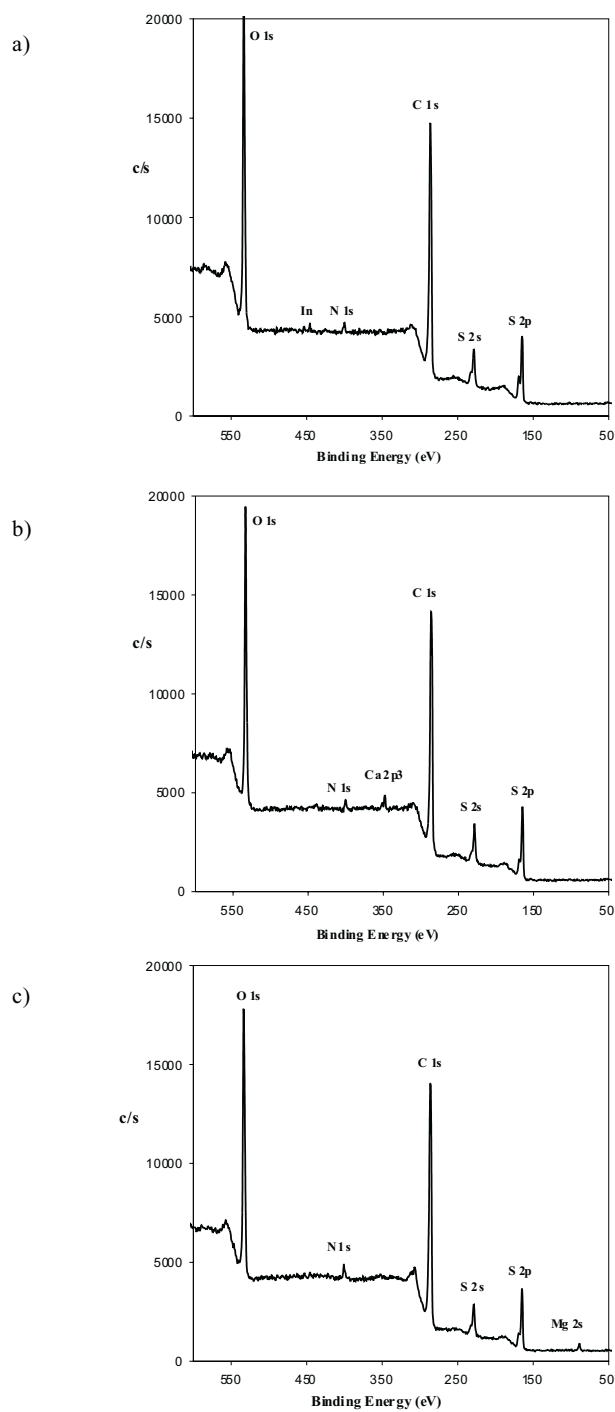 a)
20000
O 1s
C 1s
15000
c/s
10000
In N 1s
5000
S 2s
S 2p
0
550 450 350 250 150 50
Binding Energy (eV)
b)
20000
O 1s
C 1s
15000
c/s
10000
N 1s
Ca 2p3
5000
S 2s
S 2p
0
550 450 350 250 150 50
Binding Energy (eV)
c)
20000
O 1s
C 1s
15000
c/s
10000
N 1s
5000
S 2s
S 2p
Mg 2s
0
550 450 350 250 150 50
Binding Energy (eV)